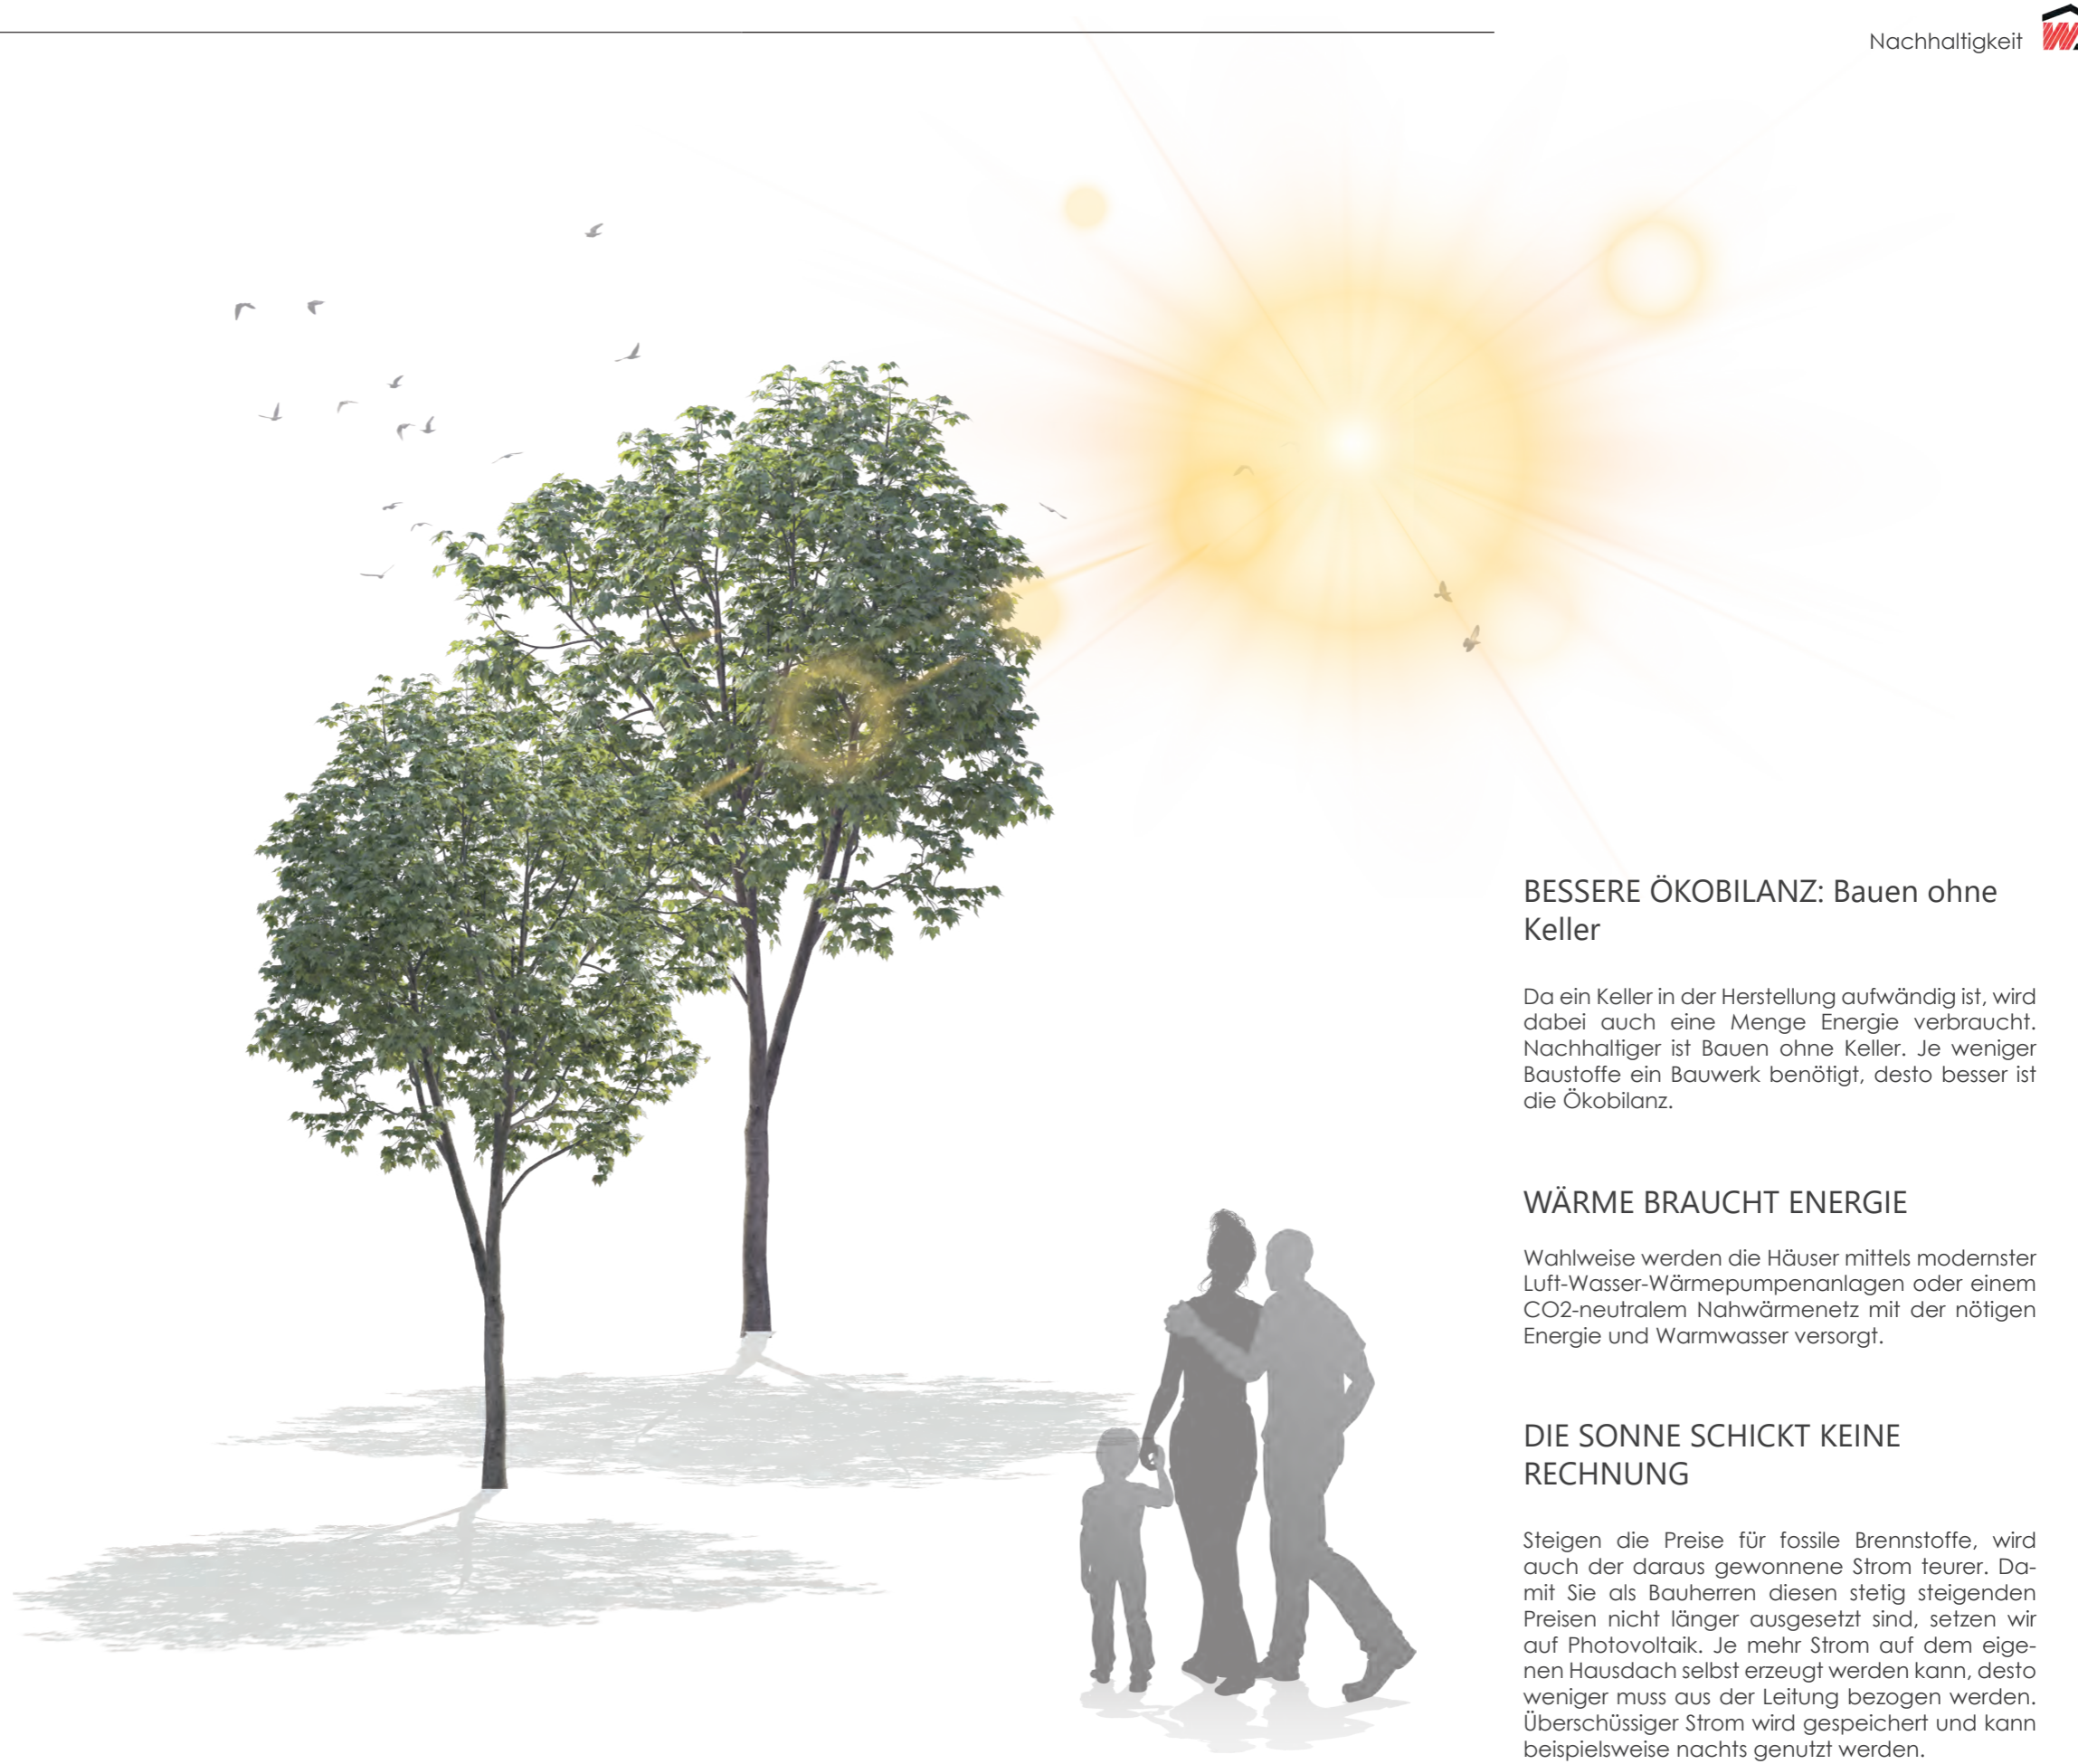 Nachhaltigkeit
BESSERE ÖKOBILANZ: Bauen ohne
Keller
Da ein Keller in der Herstellung aufwändig ist, wird
dabei auch eine Menge Energie verbraucht.
Nachhaltiger ist Bauen ohne Keller. Je weniger
Baustoffe ein Bauwerk benötigt, desto besser ist
die Ökobilanz.
WÄRME BRAUCHT ENERGIE
Wahlweise werden die Häuser mittels modernster
Luft-Wasser-Wärmepumpenanlagen oder einem
CO2-neutralem Nahwärmenetz mit der nötigen
Energie und Warmwasser versorgt.
DIE SONNE SCHICKT KEINE
RECHNUNG
Steigen die Preise für fossile Brennstoffe, wird
auch der daraus gewonnene Strom teurer. Da-
mit Sie als Bauherren diesen stetig steigenden
Preisen nicht länger ausgesetzt sind, setzen wir
auf Photovoltaik. Je mehr Strom auf dem eige-
nen Hausdach selbst erzeugt werden kann, desto
weniger muss aus der Leitung bezogen werden.
Überschüssiger Strom wird gespeichert und kann
beispielsweise nachts genutzt werden.